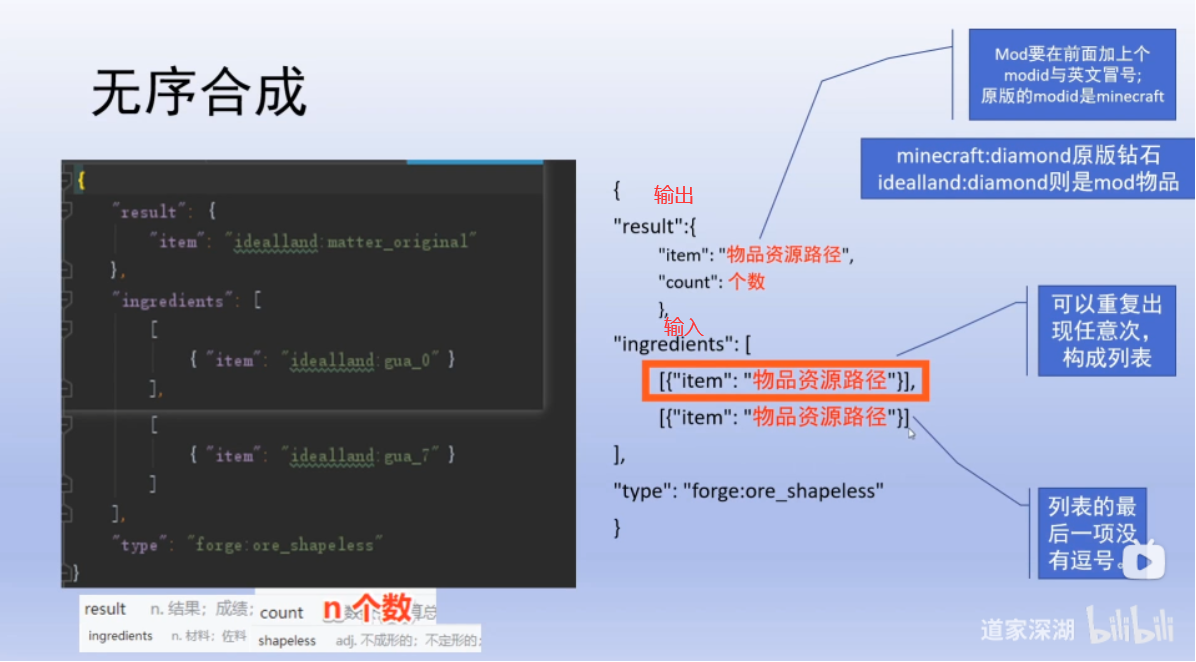 无序合成
{
"result": {
"item": "idealland:matter_original"
},
"ingredients": [
[
{ "item": "idealland:gua_0" }
],
[
{ "item": "idealland:gua_7" }
]
],
"type": "forge:ore_shapeless"
}
result n. 结果；成绩；
ingredients n. 材料；佐料
count n 个数
shapeless adj. 不成形的；不定形的；
{
输出
"result":{
"item": "物品资源路径",
"count": 个数
},
输入
"ingredients": [
[{"item": "物品资源路径"}],
[{"item": "物品资源路径"}]
],
"type": "forge:ore_shapeless"
}
Mod要在前面加上个
modid与英文冒号;
原版的modid是minecraft
minecraft:diamond原版钻石
idealland:diamond则是mod物品
可以重复出
现任意次，
构成列表
列表的最
后一项没
有逗号。
道家深湖 bilibili